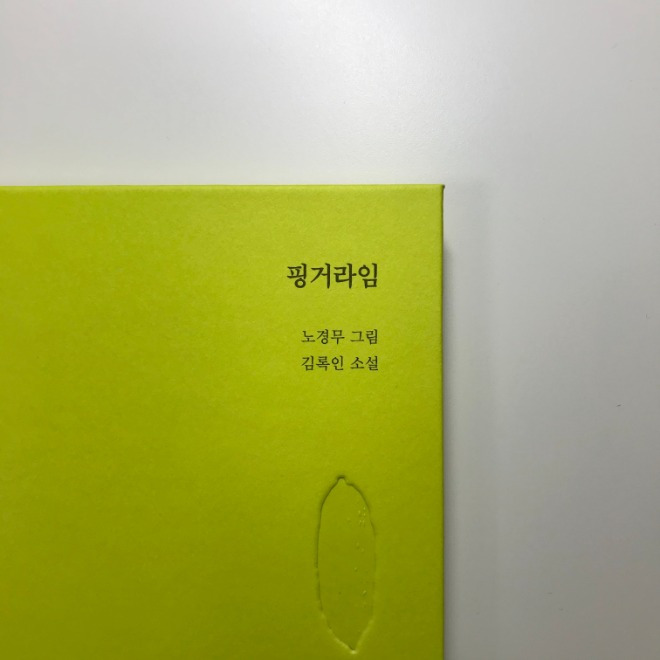 핑거라임
노경무 그림
김록인 소설